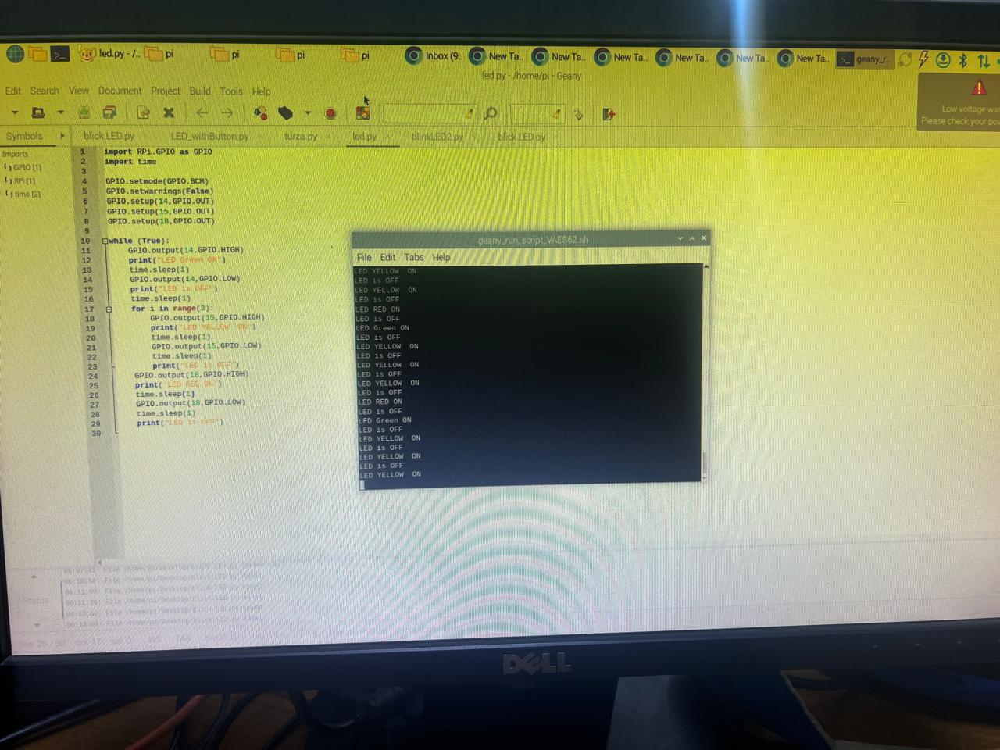 led.py - /..
pi
pi
pi
pi
Inbox (9..
New Ta..
New Ta..
New Ta..
New Ta..
New Ta..
New Ta..
geany_r..
led.py - /home/pi - Geany
Edit Search View Document Project Build Tools Help
Low voltage wa
Please check your po
Symbols
blick.LED.py
LED_withButton.py
turza.py
led.py
blinkLED2.py
blick.LED.py
Imports
GPIO [1]
RPi [1]
time [2]
1 import RPi.GPIO as GPIO
2 import time
3
4 GPIO.setmode(GPIO.BCM)
5 GPIO.setwarnings(False)
6 GPIO.setup(14,GPIO.OUT)
7 GPIO.setup(15,GPIO.OUT)
8 GPIO.setup(18,GPIO.OUT)
9
10 while (True):
11 GPIO.output(14,GPIO.HIGH)
12 print("LED Green ON")
13 time.sleep(1)
14 GPIO.output(14,GPIO.LOW)
15 print("LED is OFF")
16 time.sleep(1)
17 for i in range(3):
18 GPIO.output(15,GPIO.HIGH)
19 print("LED YELLOW  ON")
20 time.sleep(1)
21 GPIO.output(15,GPIO.LOW)
22 time.sleep(1)
23 print("LED is OFF")
24 GPIO.output(18,GPIO.HIGH)
25 print("LED RED ON")
26 time.sleep(1)
27 GPIO.output(18,GPIO.LOW)
28 time.sleep(1)
29 print("LED is OFF")
30
geany_run_script_VAES62.sh
File Edit Tabs Help
LED YELLOW  ON
LED is OFF
LED YELLOW  ON
LED is OFF
LED RED ON
LED is OFF
LED Green ON
LED is OFF
LED YELLOW  ON
LED is OFF
LED YELLOW  ON
LED is OFF
LED YELLOW  ON
LED is OFF
LED RED ON
LED is OFF
LED Green ON
LED is OFF
LED YELLOW  ON
LED is OFF
LED YELLOW  ON
LED is OFF
LED YELLOW  ON
Status
DELL